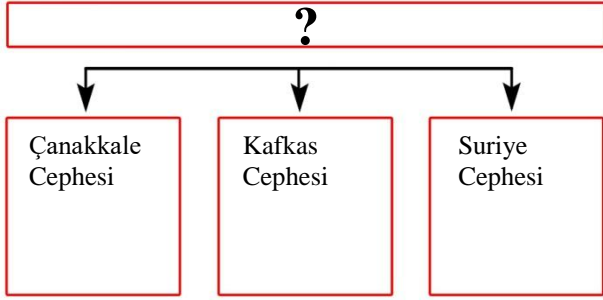 ?
Çanakkale
Cephesi
Kafkas
Cephesi
Suriye
Cephesi